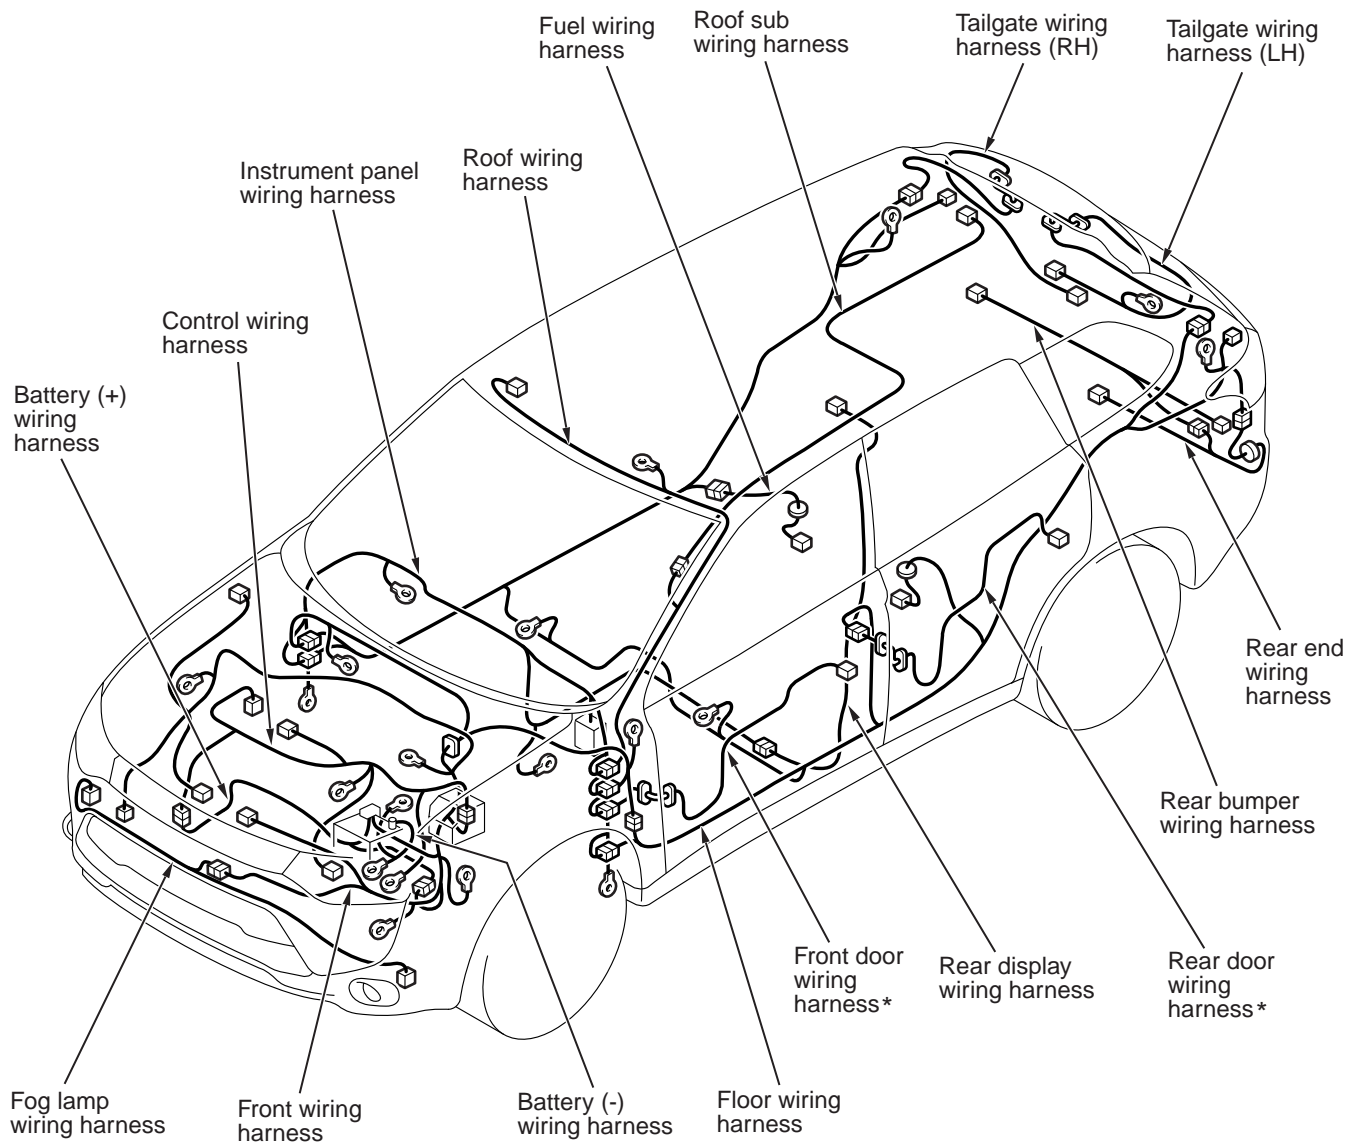 Fuel wiring
harness
Roof sub
wiring harness
Tailgate wiring
harness (RH)
Tailgate wiring
harness (LH)
Instrument panel
wiring harness
Roof wiring
harness
Control wiring
harness
Battery (+)
wiring
harness
Rear end
wiring
harness
Rear bumper
wiring harness
Front door
wiring
harness*
Rear display
wiring harness
Rear door
wiring
harness*
Fog lamp
wiring harness
Front wiring
harness
Battery (-)
wiring harness
Floor wiring
harness